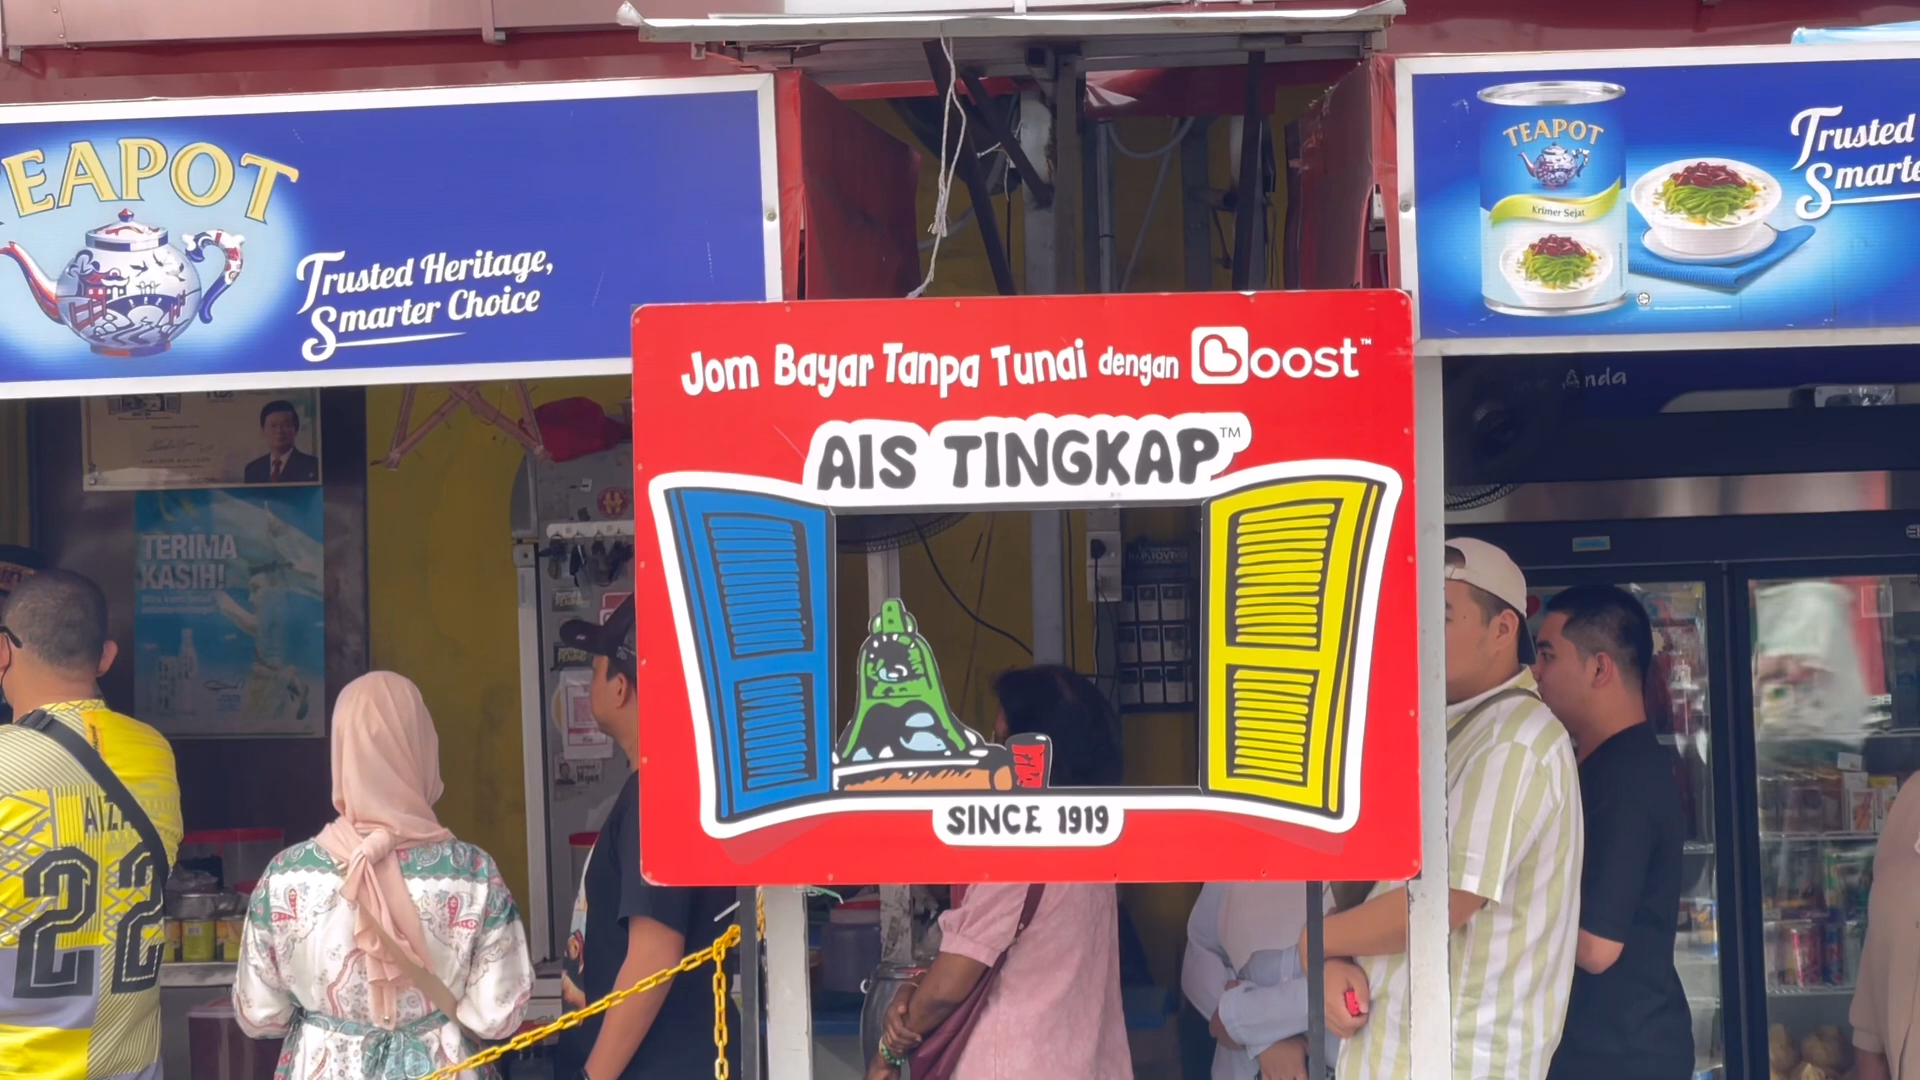 TEAPOT
Trusted Heritage,
Smarter Choice
TEAPOT
Krimer Sejat
Trusted
Smarte
Jom Bayar Tanpa Tunai dengan Boost™
AIS TINGKAP™
SINCE 1919
Anda
TERIMA
KASIH!
22